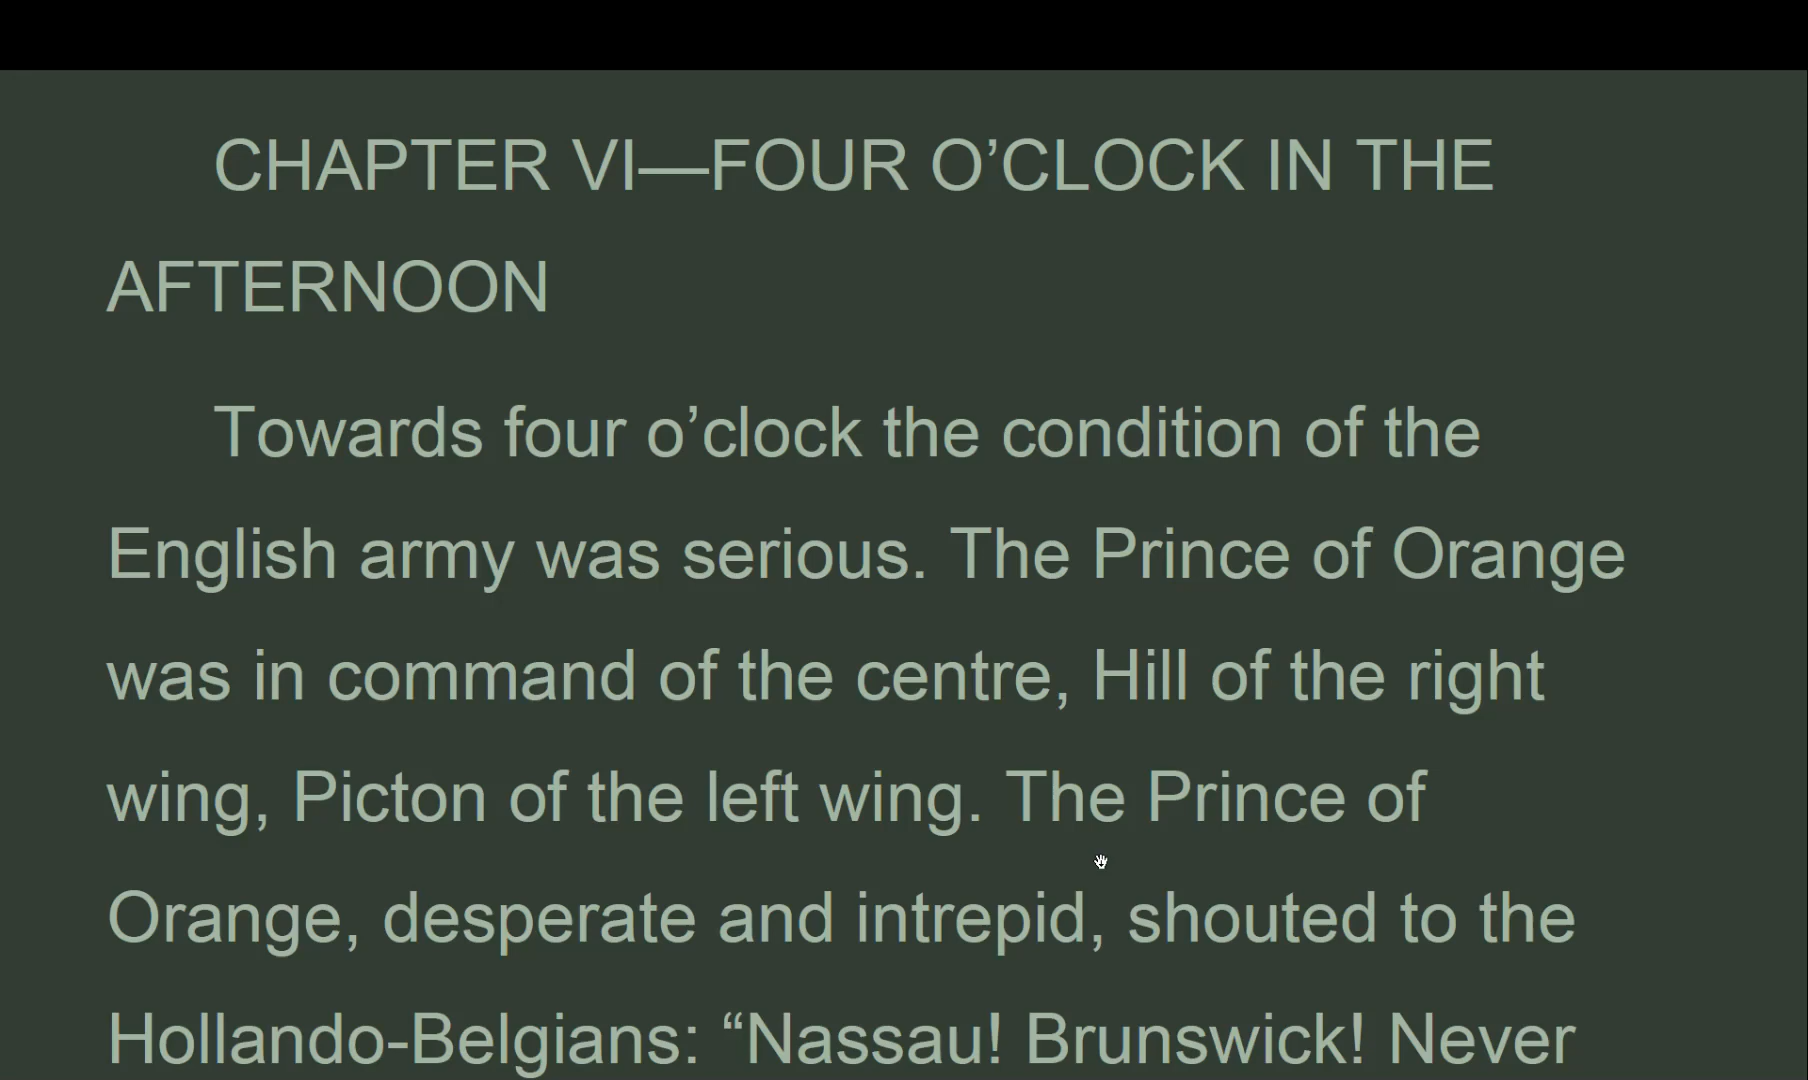 CHAPTER VI—FOUR O’CLOCK IN THE
AFTERNOON
Towards four o’clock the condition of the
English army was serious. The Prince of Orange
was in command of the centre, Hill of the right
wing, Picton of the left wing. The Prince of
Orange, desperate and intrepid, shouted to the
Hollando-Belgians: “Nassau! Brunswick! Never